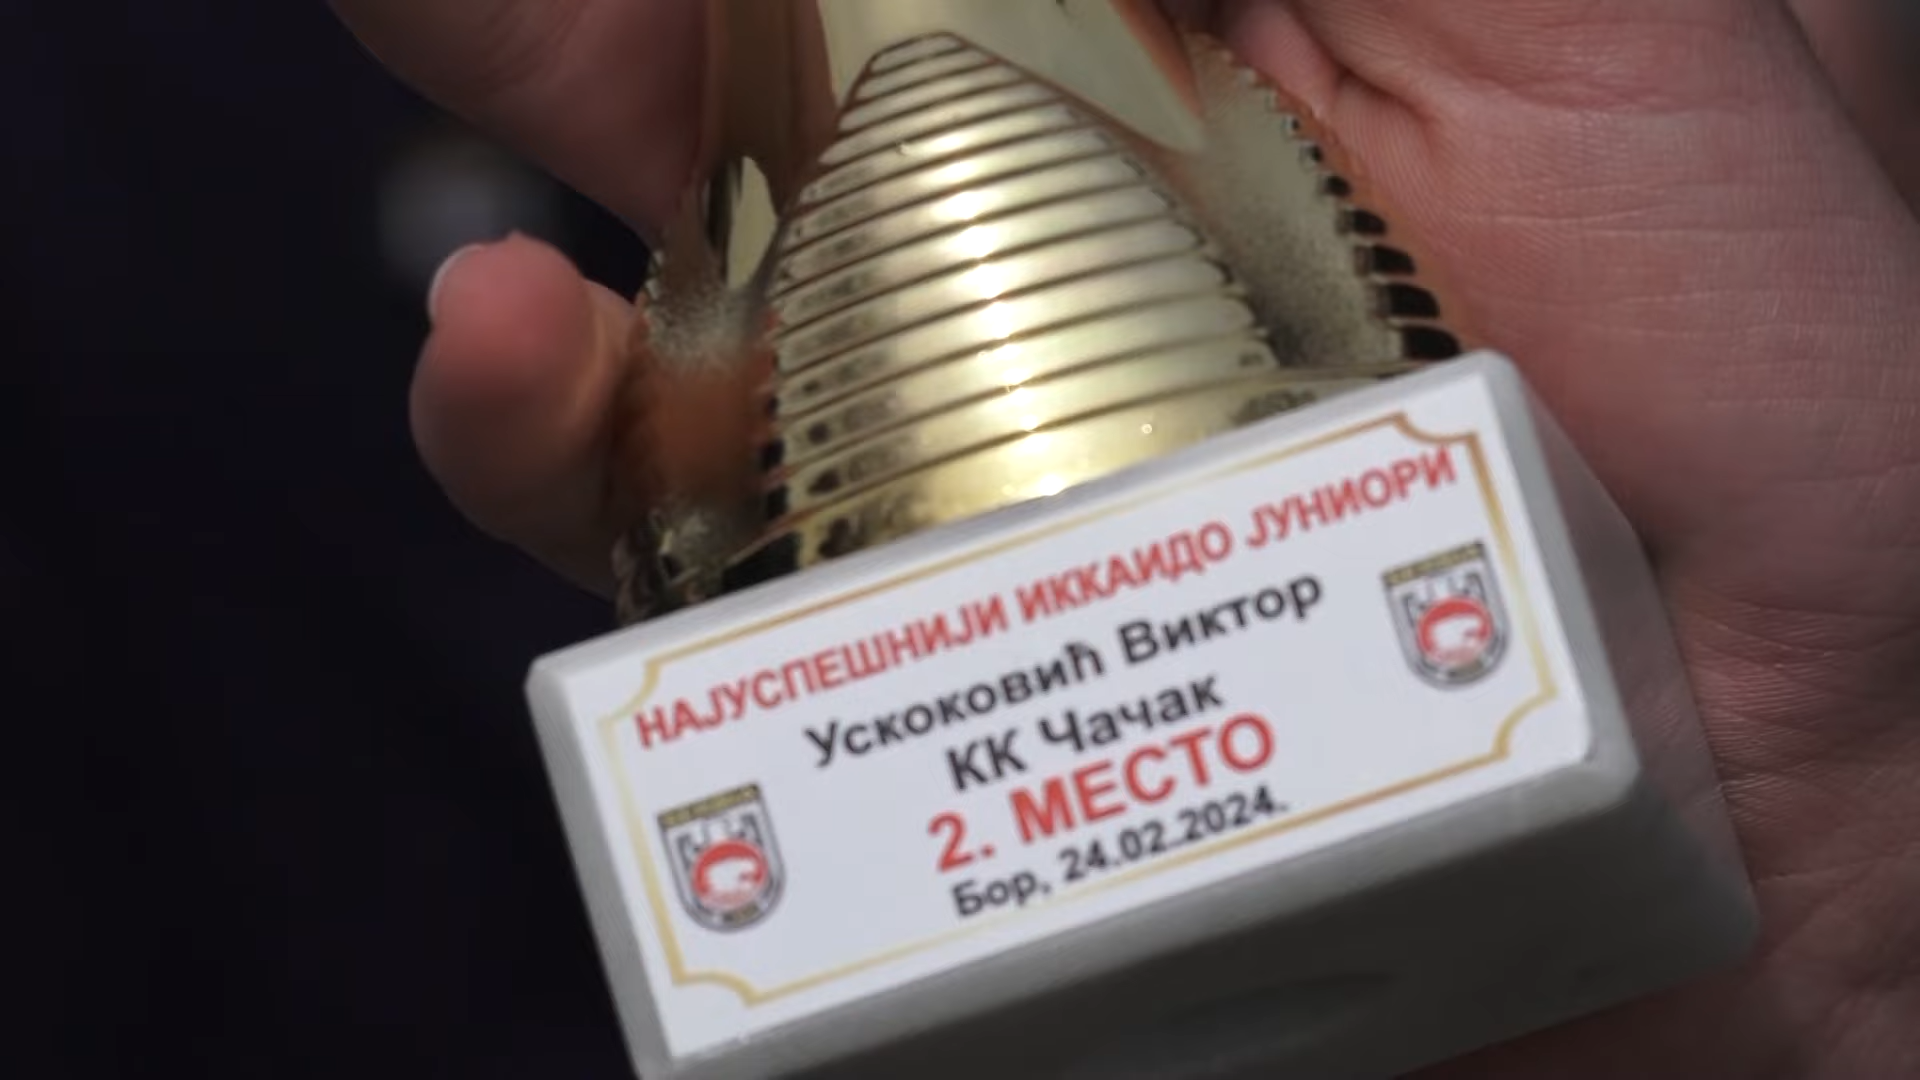 НАЈУСПЕШНИЈИ ИККАИДО ЈУНИОРИ
Ускоковић Виктор
КК Чачак
2. МЕСТО
Бор, 24.02.2024.